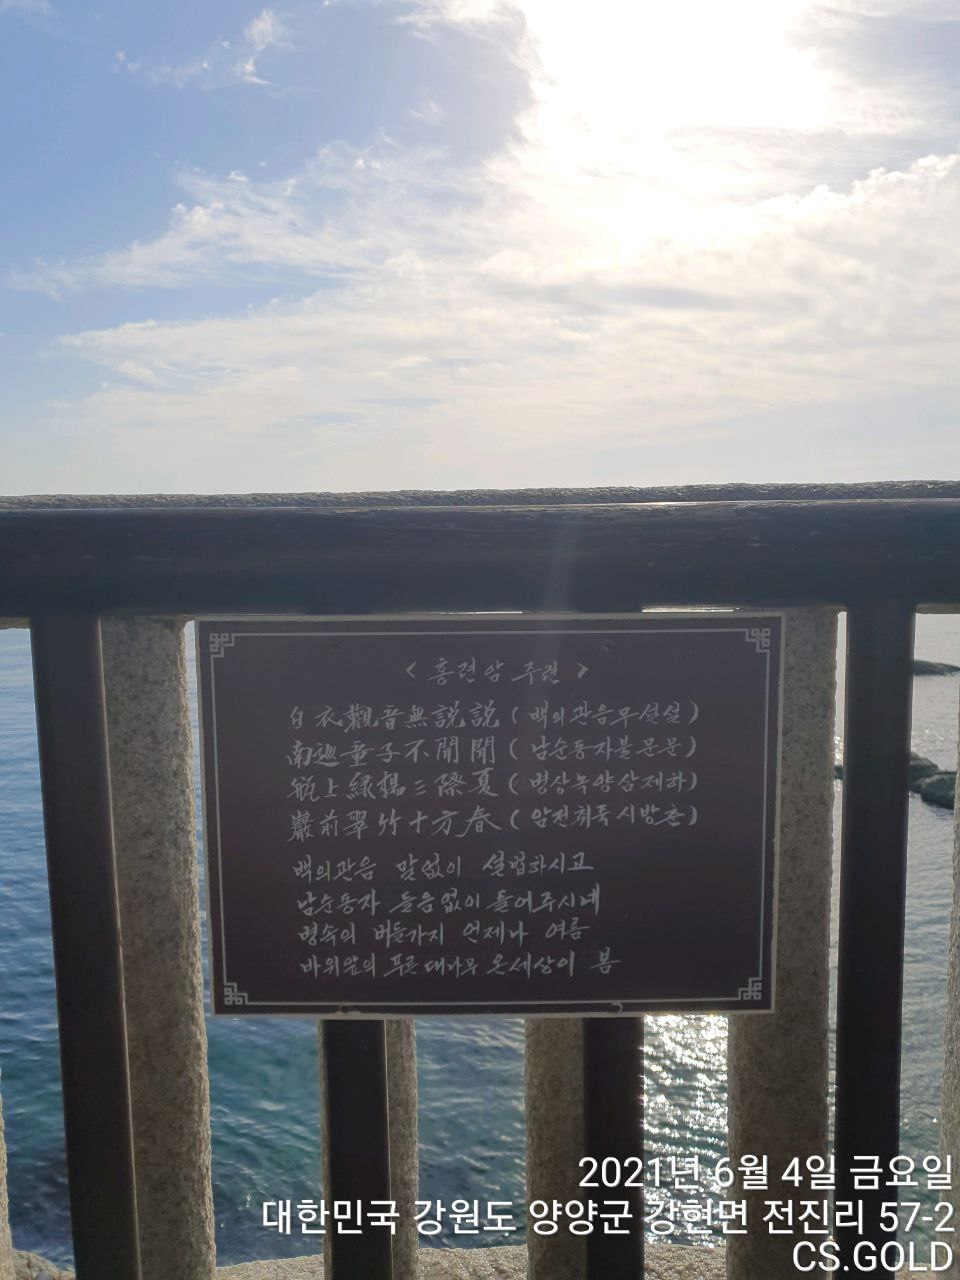 < 홍련암 주련 >
白衣觀音無說說 (백의관음무설설)
南巡童子不聞聞 (남순동자불문문)
瓶上緑楊三際夏 (병상녹양삼제하)
巖前翠竹十方春 (암전취죽시방춘)
백의관음 말없이 설법하시고
남순동자 들음없이 들어주시네
병속의 버들가지 언제나 여름
바위앞의 푸른대나무 온세상이 봄
2021년 6월 4일 금요일
대한민국 강원도 양양군 강현면 전진리 57-2
CS.GOLD